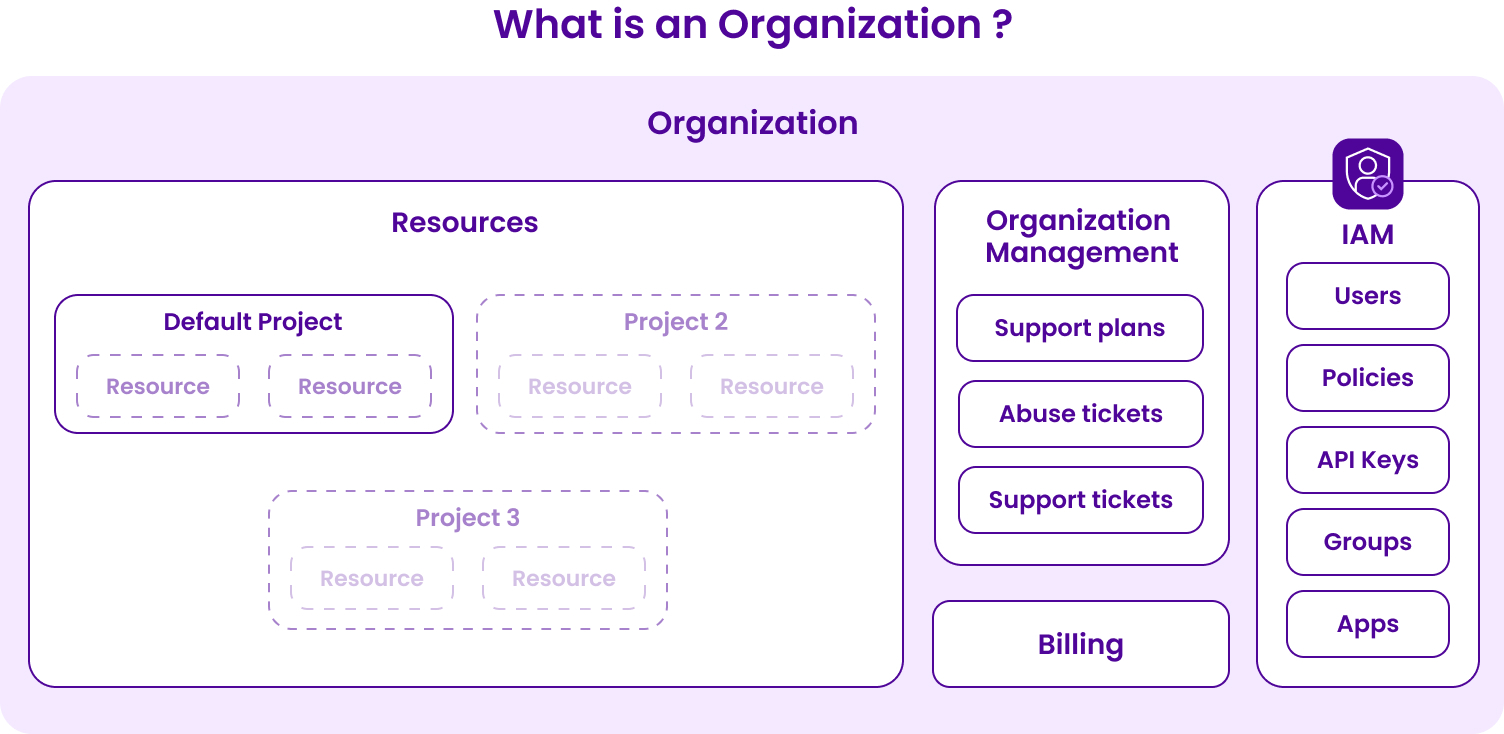 What is an Organization ?
Organization
Resources
Default Project
Resource
Resource
Project 2
Resource
Resource
Project 3
Resource
Resource
Organization
Management
Support plans
Abuse tickets
Support tickets
Billing
IAM
Users
Policies
API Keys
Groups
Apps